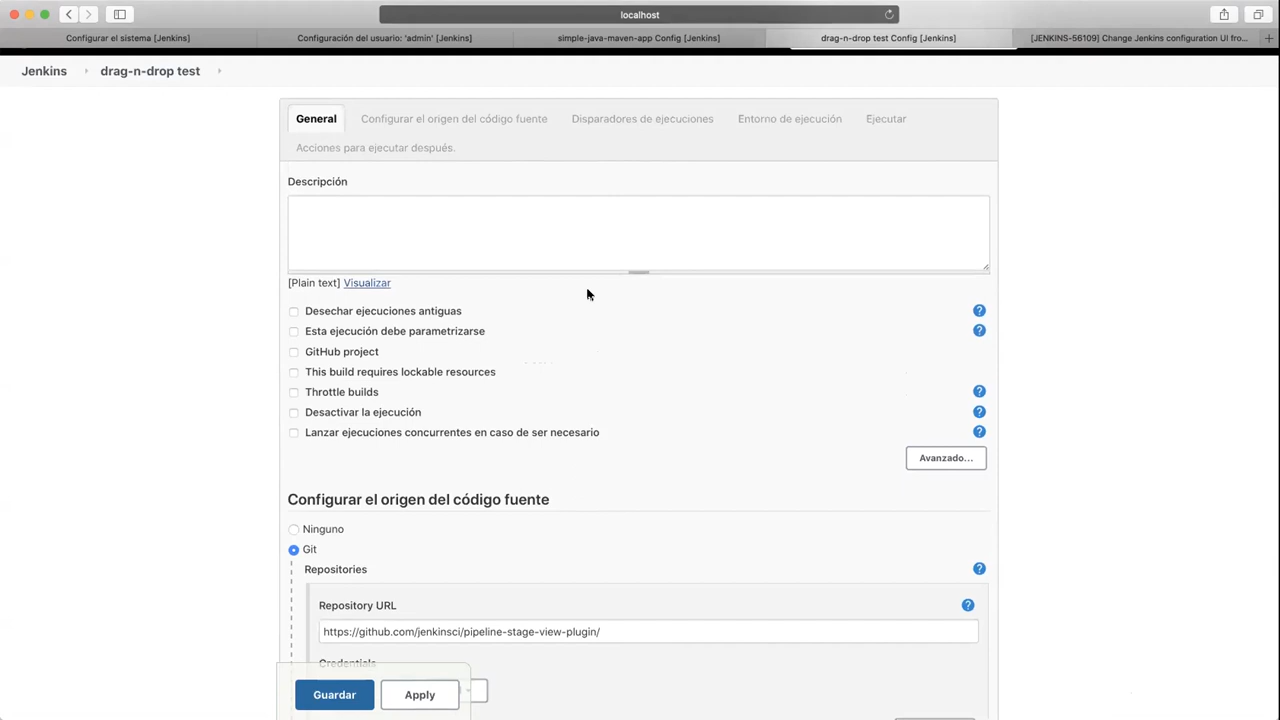 localhost
Configurar el sistema [Jenkins]
Configuración del usuario: 'admin' [Jenkins]
simple-java-maven-app Config [Jenkins]
drag-n-drop test Config [Jenkins]
[JENKINS-56109] Change Jenkins configuration UI fro...
Jenkins
drag-n-drop test
General
Configurar el origen del código fuente
Disparadores de ejecuciones
Entorno de ejecución
Ejecutar
Acciones para ejecutar después.
Descripción
[Plain text] Visualizar
Desechar ejecuciones antiguas
Esta ejecución debe parametrizarse
GitHub project
This build requires lockable resources
Throttle builds
Desactivar la ejecución
Lanzar ejecuciones concurrentes en caso de ser necesario
Avanzado...
Configurar el origen del código fuente
Ninguno
Git
Repositories
Repository URL
https://github.com/jenkinsci/pipeline-stage-view-plugin/
Credentials
Guardar
Apply